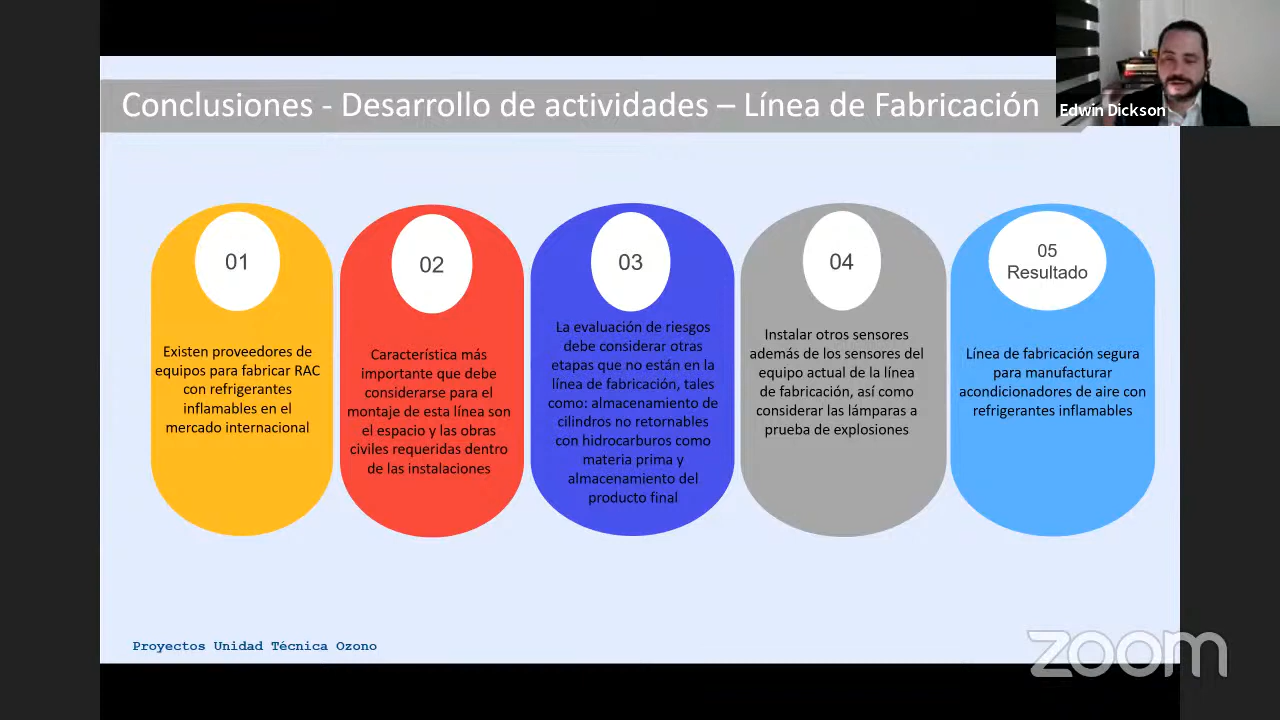 Conclusiones - Desarrollo de actividades – Línea de Fabricación
Edwin Dickson
01
Existen proveedores de
equipos para fabricar RAC
con refrigerantes
inflamables en el
mercado internacional
02
Característica más
importante que debe
considerarse para el
montaje de esta línea son
el espacio y las obras
civiles requeridas dentro
de las instalaciones
03
La evaluación de riesgos
debe considerar otras
etapas que no están en la
línea de fabricación, tales
como: almacenamiento de
cilindros no retornables
con hidrocarburos como
materia prima y
almacenamiento del
producto final
04
Instalar otros sensores
además de los sensores del
equipo actual de la línea
de fabricación, así como
considerar las lámparas a
prueba de explosiones
05
Resultado
Línea de fabricación segura
para manufacturar
acondicionadores de aire con
refrigerantes inflamables
Proyectos Unidad Técnica Ozono
zoom